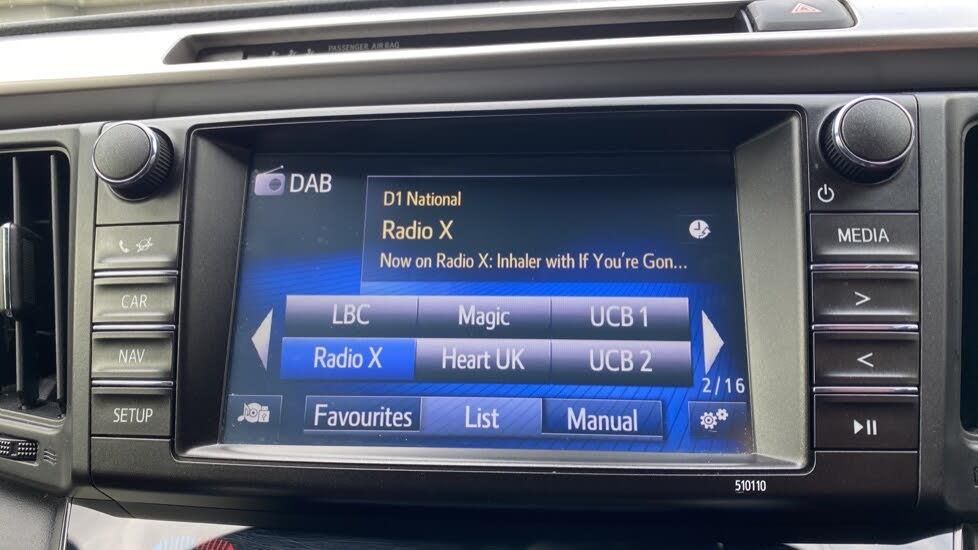 PASSENGER AIR BAG
DAB
D1 National
Radio X
Now on Radio X: Inhaler with If You're Gon...
MEDIA
CAR
NAV
SETUP
LBC Magic UCB 1
Radio X Heart UK UCB 2
2/16
Favourites List Manual
510110